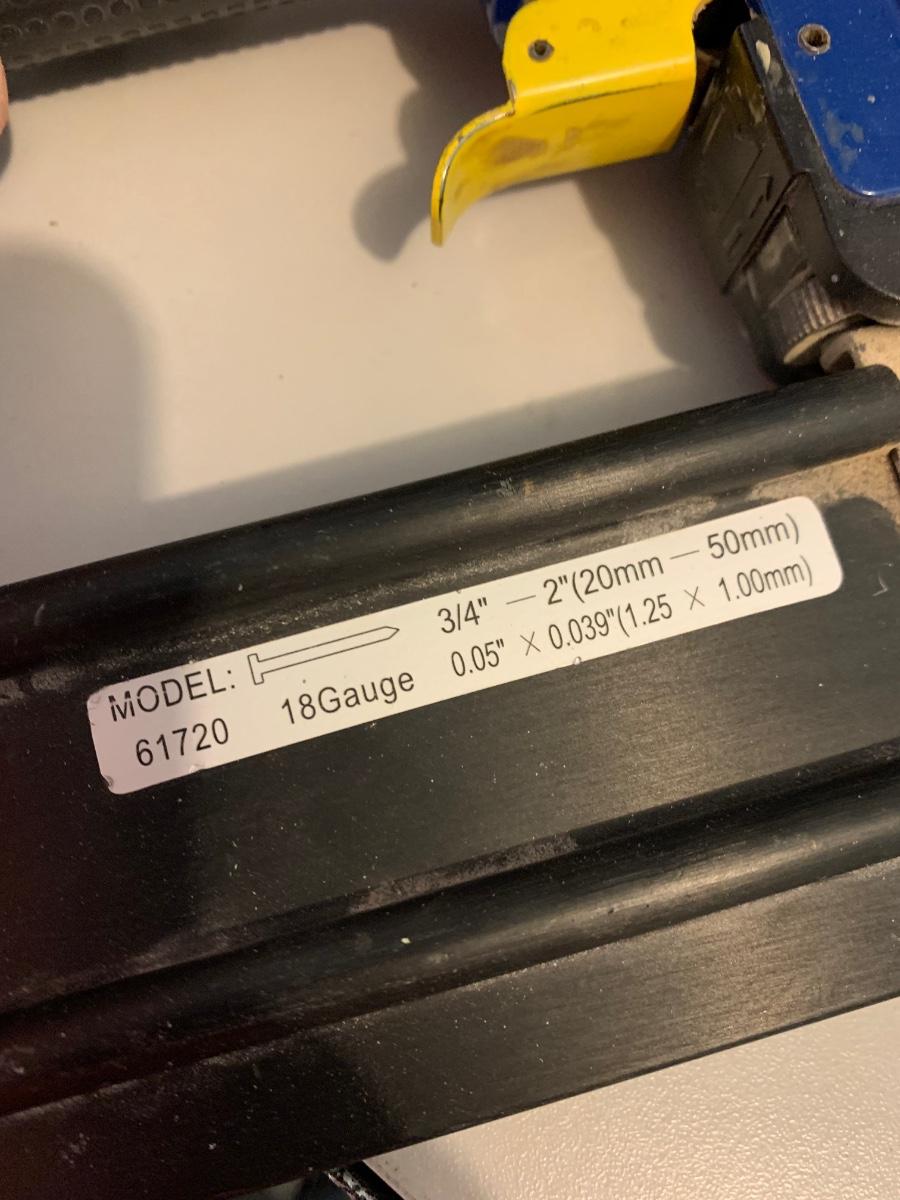 MODEL: 3/4" — 2"(20mm — 50mm)
61720 18Gauge 0.05" × 0.039"(1.25 × 1.00mm)